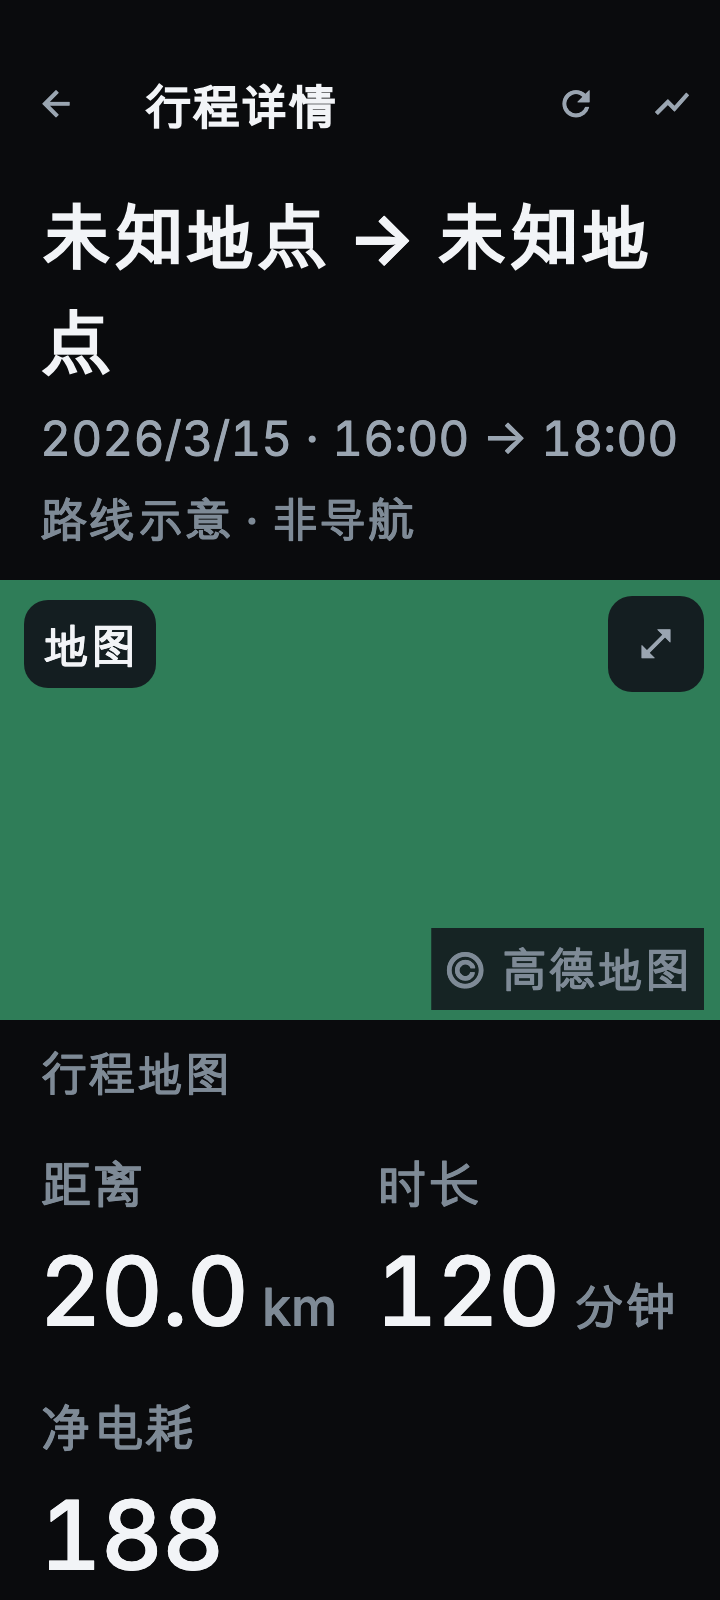 行程详情
未知地点 → 未知地
点
2026/3/15 · 16:00 → 18:00
路线示意 · 非导航
地图
© 高德地图
行程地图
距离 时长
20.0 km 120 分钟
净电耗
188